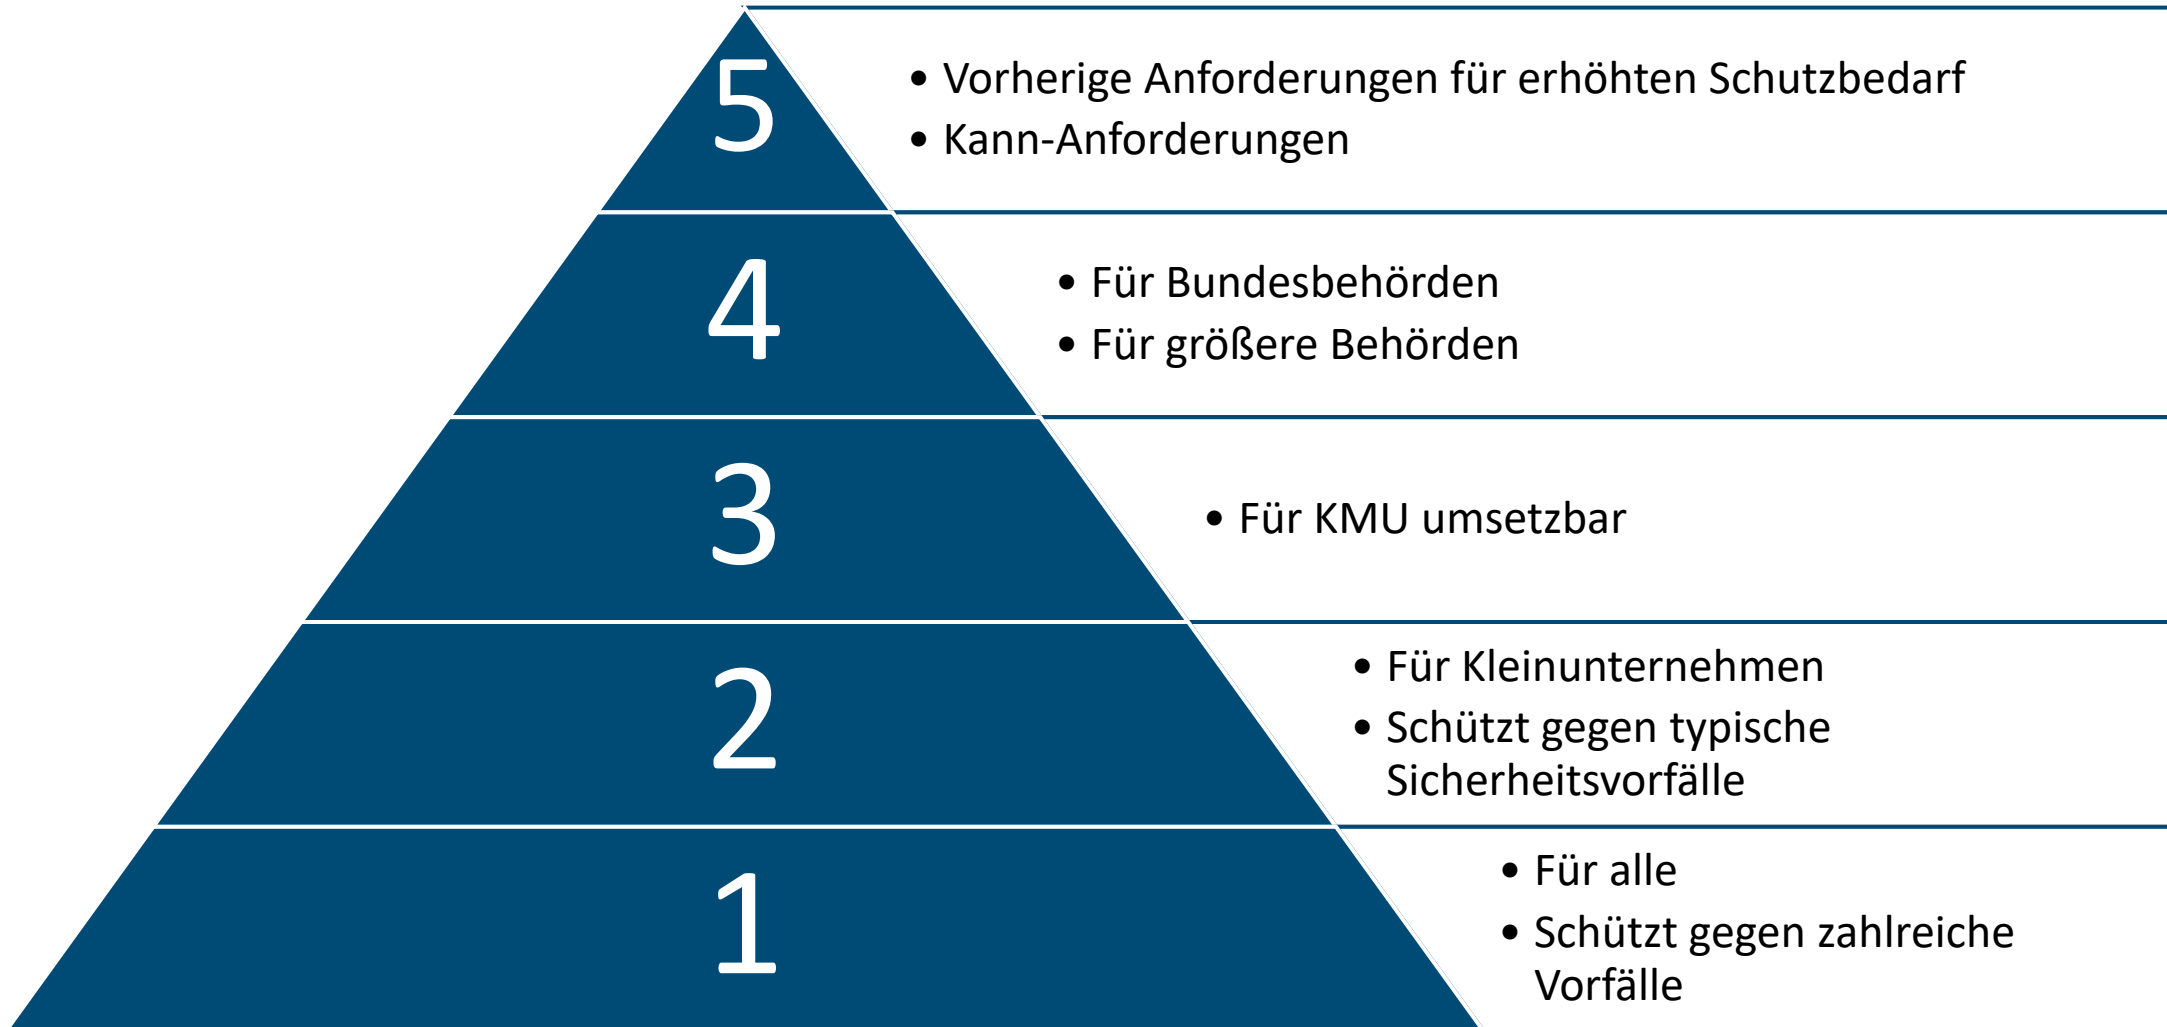 5
• Vorherige Anforderungen für erhöhten Schutzbedarf
• Kann-Anforderungen
4
• Für Bundesbehörden
• Für größere Behörden
3
• Für KMU umsetzbar
2
• Für Kleinunternehmen
• Schützt gegen typische
Sicherheitsvorfälle
1
• Für alle
• Schützt gegen zahlreiche
Vorfälle